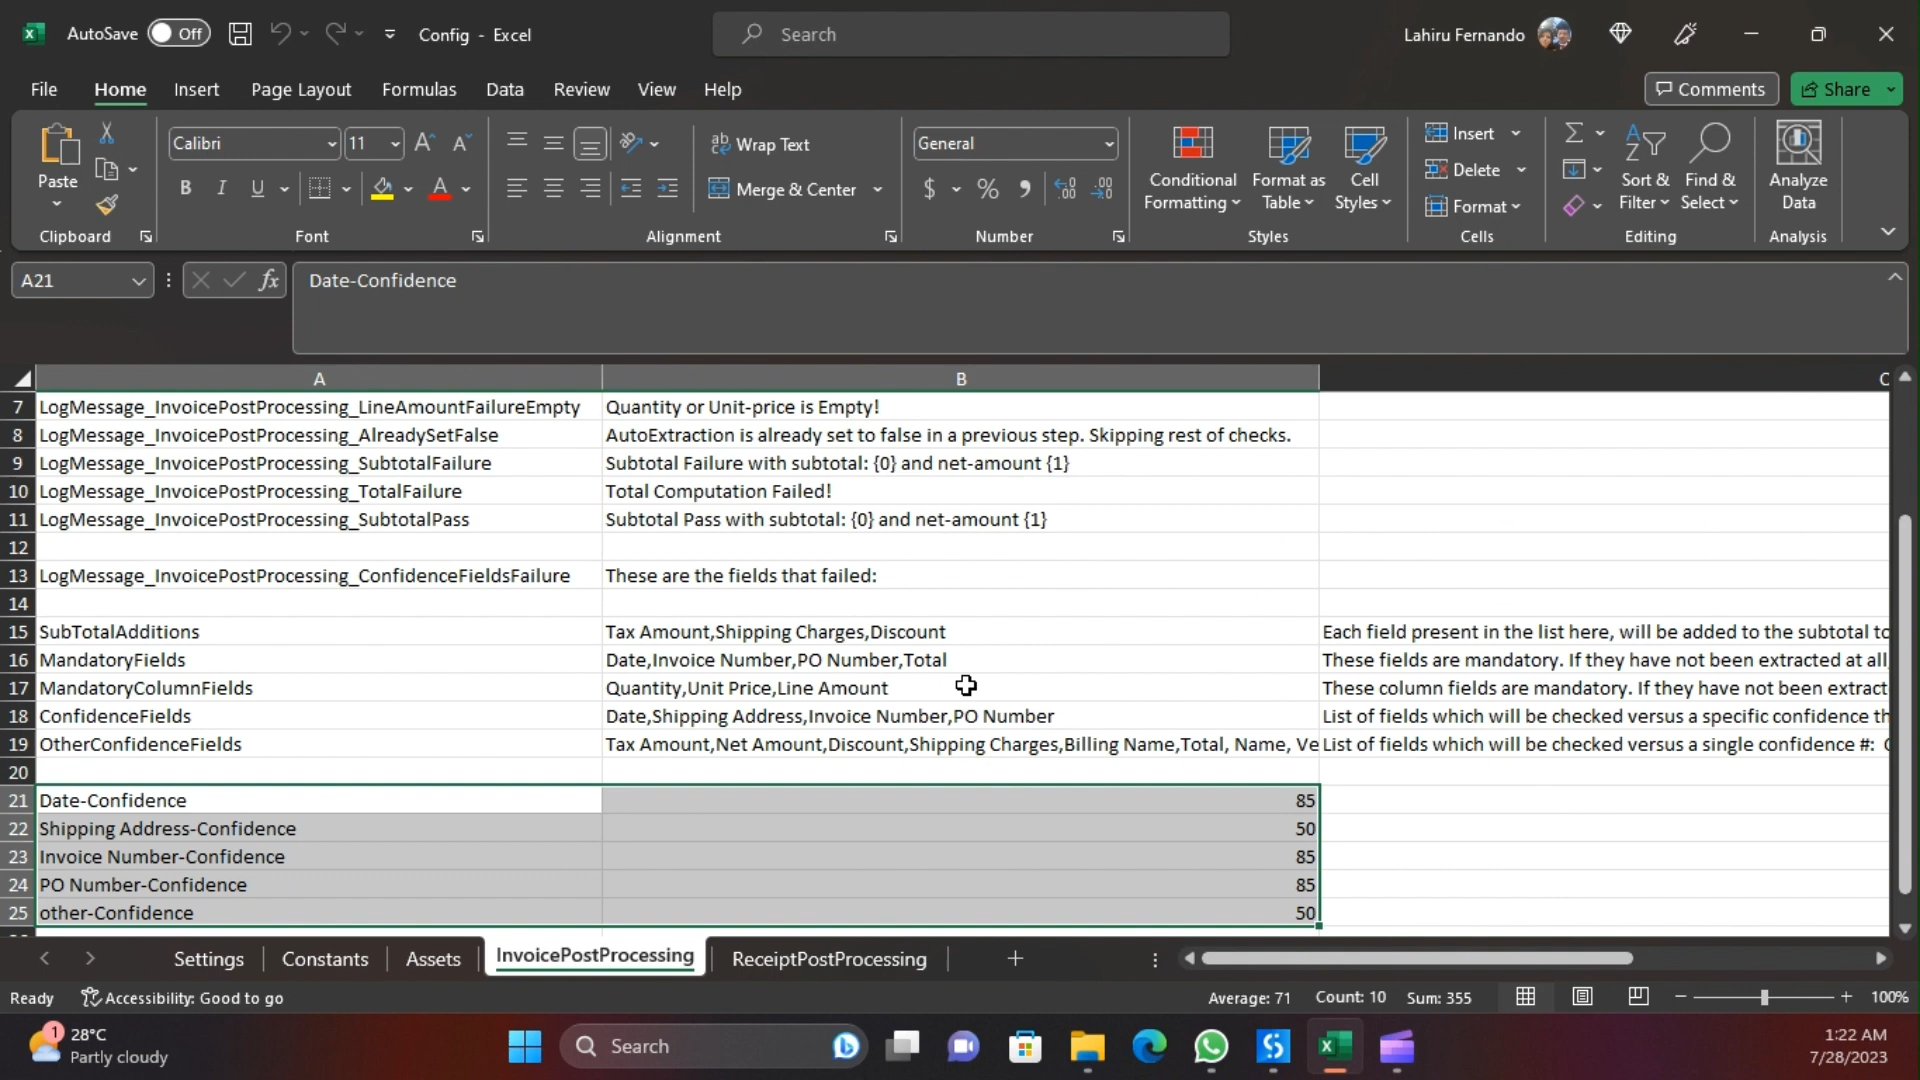 AutoSave Off Config - Excel Search Lahiru Fernando
File Home Insert Page Layout Formulas Data Review View Help Comments Share
Paste Calibri 11 ab Wrap Text General Conditional Formatting Format as Table Cell Styles Insert Sort & Filter Find & Select Analyze Data
B I U Merge & Center $ % Delete
Format
Clipboard Font Alignment Number Styles Cells Editing Analysis
A21 fx Date-Confidence
A B C
7 LogMessage_InvoicePostProcessing_LineAmountFailureEmpty Quantity or Unit-price is Empty!
8 LogMessage_InvoicePostProcessing_AlreadySetFalse AutoExtraction is already set to false in a previous step. Skipping rest of checks.
9 LogMessage_InvoicePostProcessing_SubtotalFailure Subtotal Failure with subtotal: {0} and net-amount {1}
10 LogMessage_InvoicePostProcessing_TotalFailure Total Computation Failed!
11 LogMessage_InvoicePostProcessing_SubtotalPass Subtotal Pass with subtotal: {0} and net-amount {1}
12
13 LogMessage_InvoicePostProcessing_ConfidenceFieldsFailure These are the fields that failed:
14
15 SubTotalAdditions Tax Amount,Shipping Charges,Discount Each field present in the list here, will be added to the subtotal to
16 MandatoryFields Date,Invoice Number,PO Number,Total These fields are mandatory. If they have not been extracted at all,
17 MandatoryColumnFields Quantity,Unit Price,Line Amount These column fields are mandatory. If they have not been extract
18 ConfidenceFields Date,Shipping Address,Invoice Number,PO Number List of fields which will be checked versus a specific confidence th
19 OtherConfidenceFields Tax Amount,Net Amount,Discount,Shipping Charges,Billing Name,Total, Name, Ve List of fields which will be checked versus a single confidence #:
20
21 Date-Confidence 85
22 Shipping Address-Confidence 50
23 Invoice Number-Confidence 85
24 PO Number-Confidence 85
25 other-Confidence 50
Settings Constants Assets InvoicePostProcessing ReceiptPostProcessing
Ready Accessibility: Good to go Average: 71 Count: 10 Sum: 355 100%
1 28°C Search 1:22 AM
Partly cloudy 7/28/2023